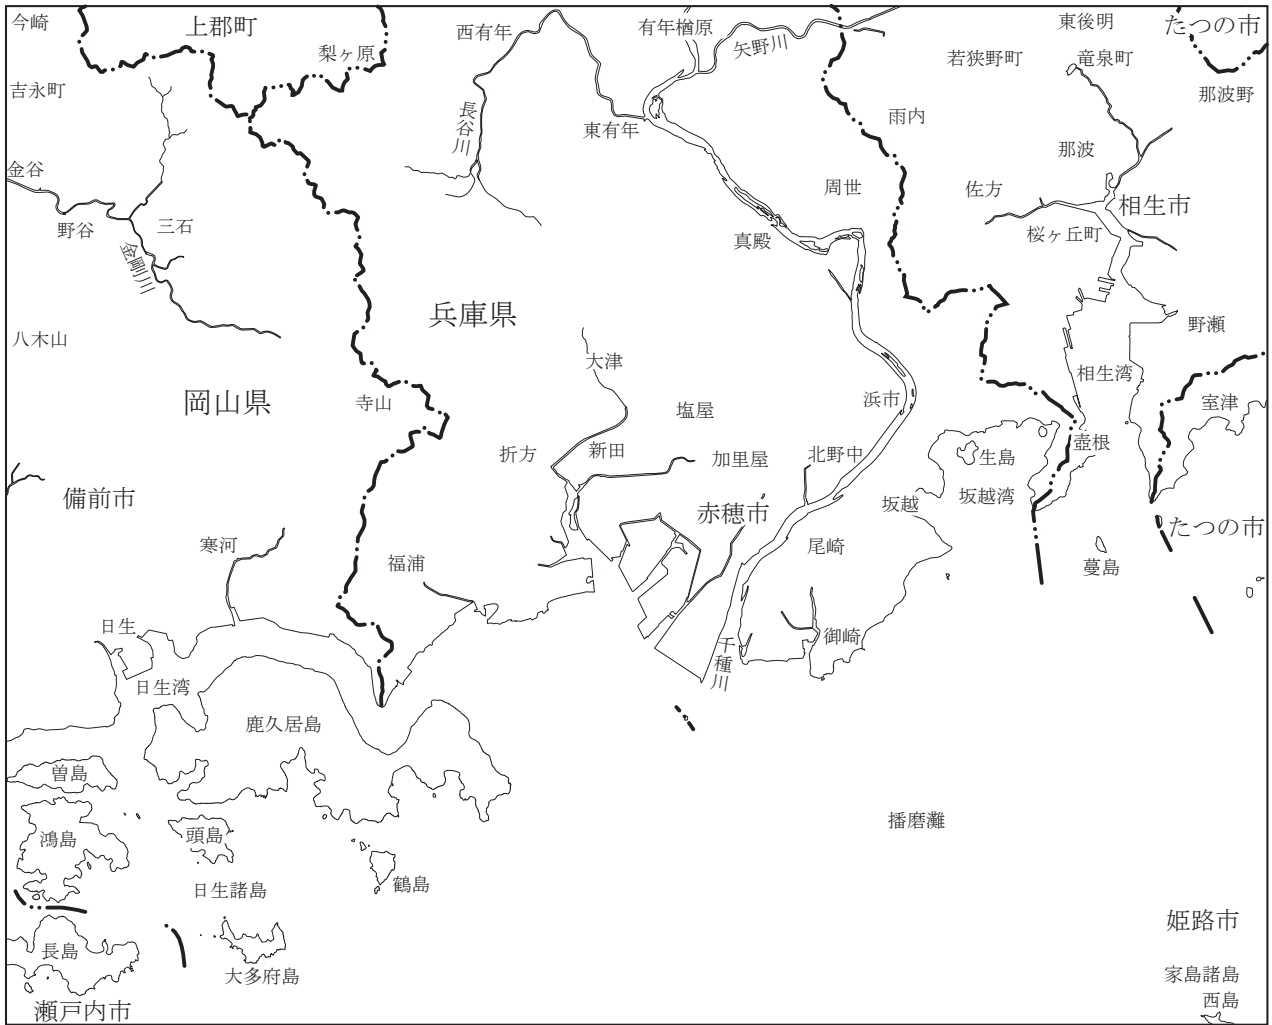 今崎
上郡町
西有年
有年楢原
東後明
たつの市
梨ヶ原
矢野川
若狭野町
竜泉町
吉永町
那波野
長谷川
東有年
雨内
那波
金谷
周世
佐方
相生市
野谷
三石
真殿
桜ヶ丘町
金剛川
兵庫県
八木山
野瀬
大津
相生湾
岡山県
寺山
塩屋
浜市
室津
折方
新田
加里屋
北野中
生島
壺根
備前市
赤穂市
坂越
坂越湾
たつの市
寒河
福浦
尾崎
蔓島
日生
御崎
千種川
日生湾
鹿久居島
曽島
鴻島
頭島
播磨灘
日生諸島
鶴島
姫路市
長島
大多府島
家島諸島
西島
瀬戸内市